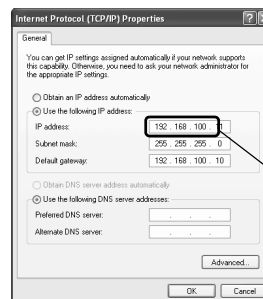 Internet Protocol (TCP/IP) Properties
General
You can get IP settings assigned automatically if your network supports
this capability. Otherwise, you need to ask your network administrator for
the appropriate IP settings.
Obtain an IP address automatically
Use the following IP address:
IP address: 192 . 168 . 100 .
Subnet mask: 255 . 255 . 255 . 0
Default gateway: 192 . 168 . 100 . 10
Obtain DNS server address automatically
Use the following DNS server addresses:
Preferred DNS server: . . .
Alternate DNS server: . . .
Advanced...
OK Cancel